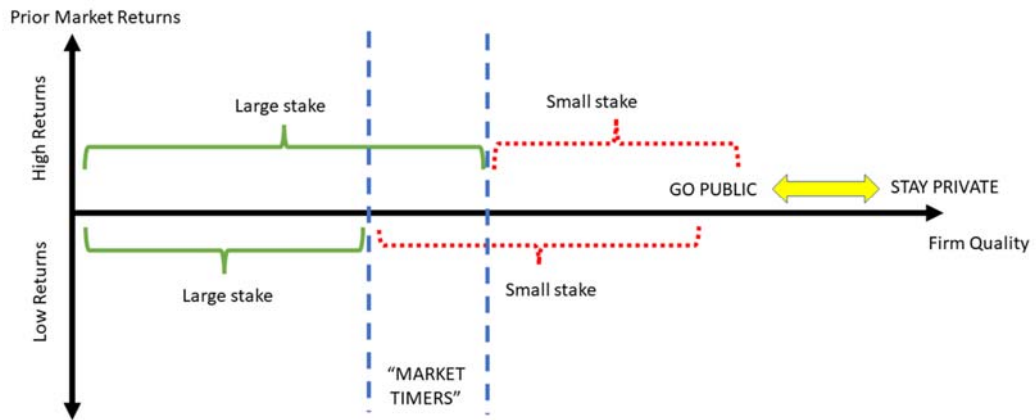 Prior Market Returns
High Returns
Large stake
Small stake
GO PUBLIC
STAY PRIVATE
Firm Quality
Low Returns
Large stake
Small stake
“MARKET
TIMERS”